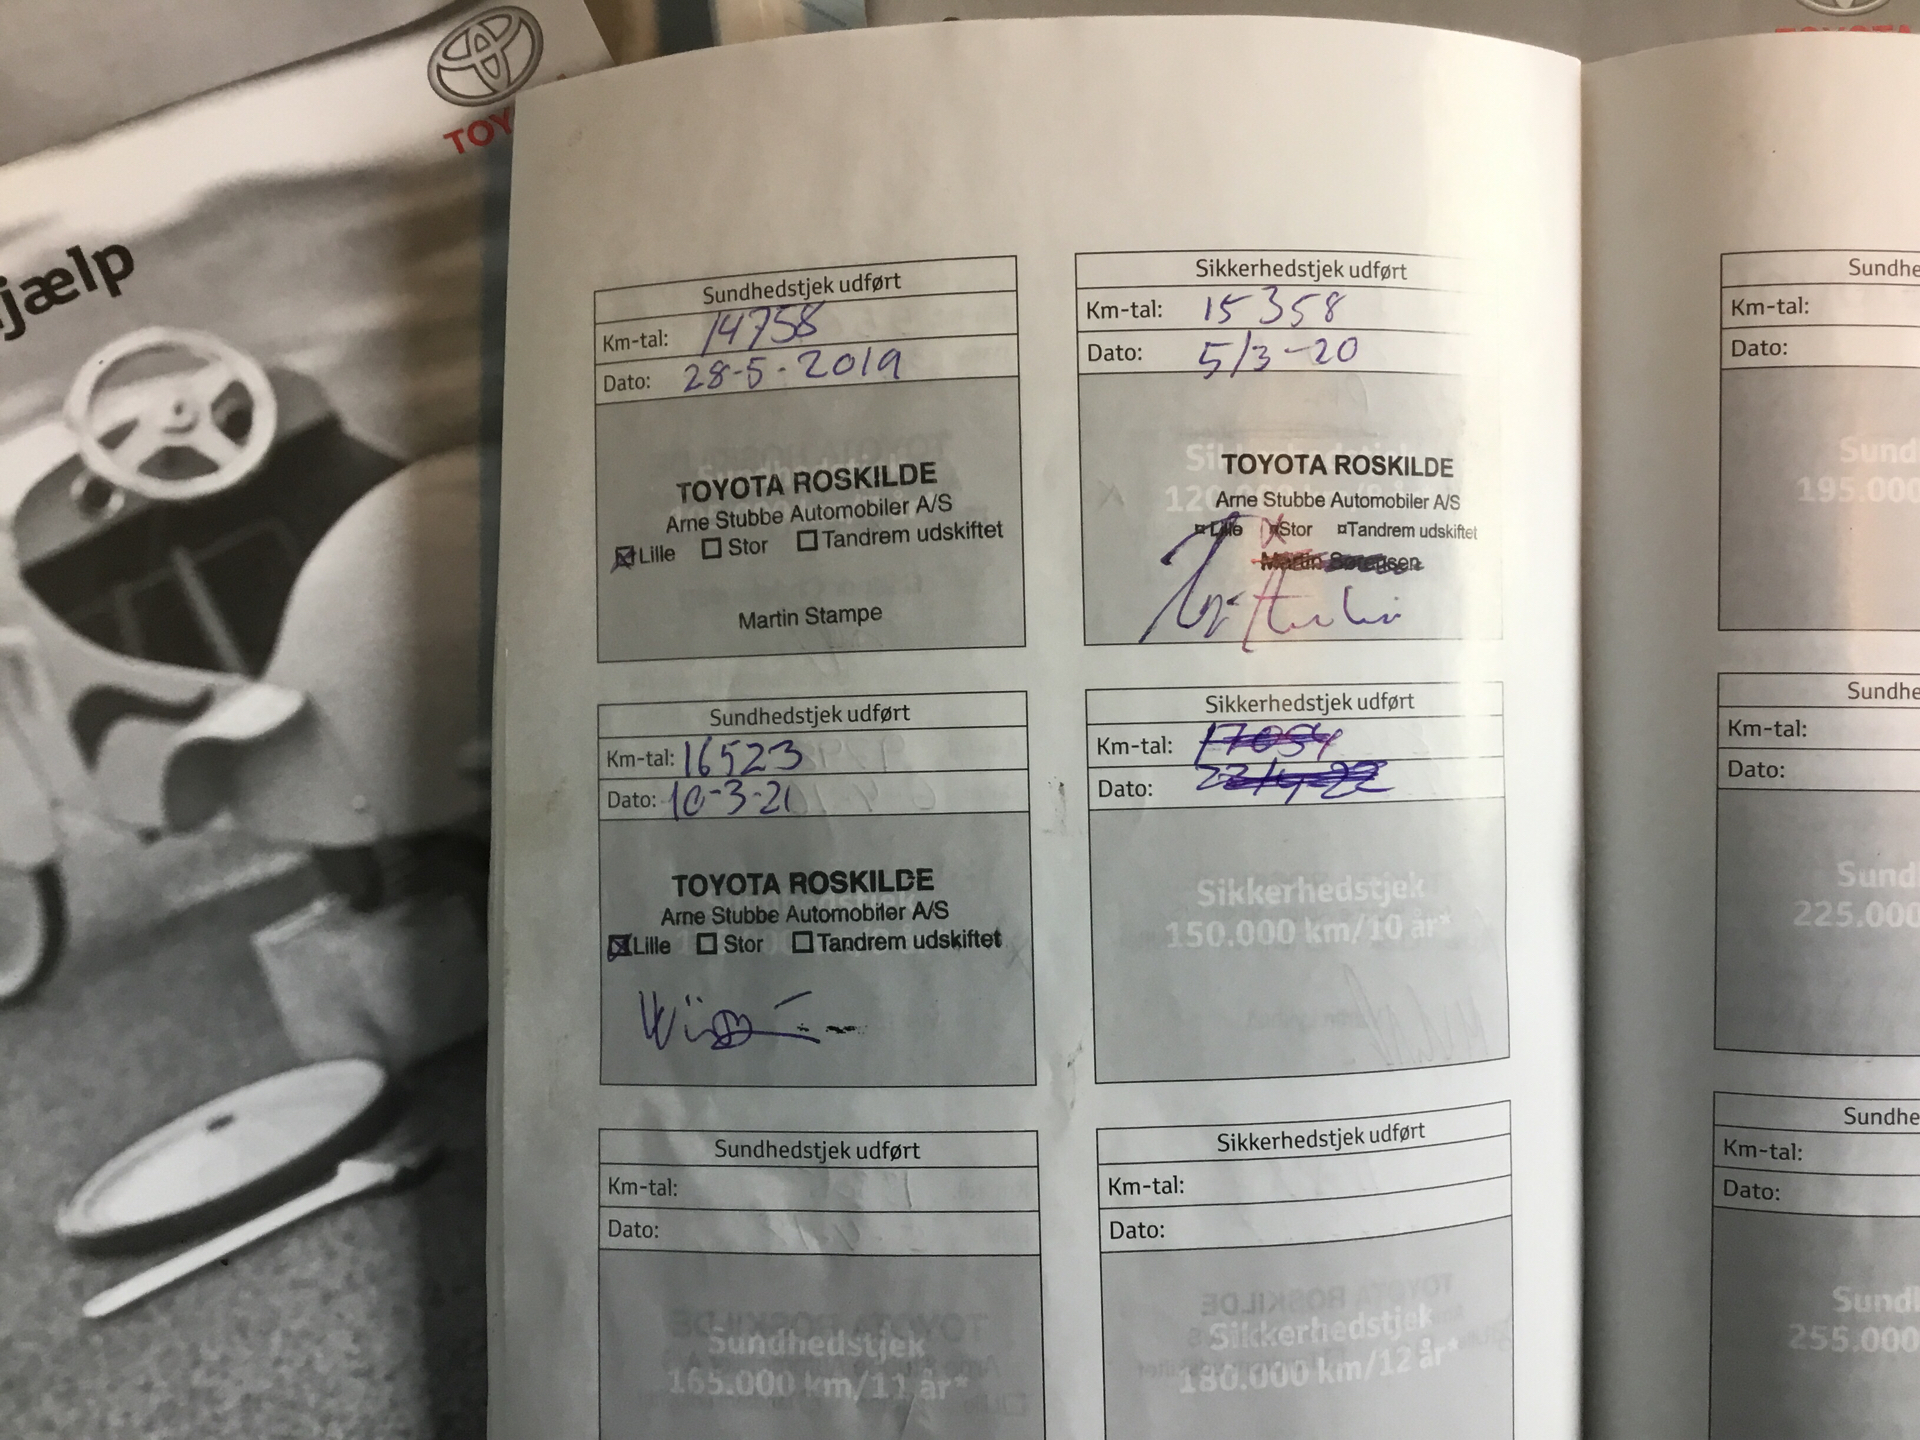 TOY
TOYOTA
jælp
Sundhedstjek udført
Km-tal: 14758
Dato: 28-5-2019
TOYOTA ROSKILDE
Arne Stubbe Automobiler A/S
☒ Lille ☐ Stor ☐ Tandrem udskiftet
Martin Stampe
Sikkerhedstjek udført
Km-tal: 15358
Dato: 5/3-20
Sikkerhedstjek
TOYOTA ROSKILDE
Arne Stubbe Automobiler A/S
¤Lille ¤Stor ¤Tandrem udskiftet
Martin Sørensen
Sundhedstjek udført
Km-tal: 16523
Dato: 10-3-21
TOYOTA ROSKILDE
Arne Stubbe Automobiler A/S
☒ Lille ☐ Stor ☐ Tandrem udskiftet
Sikkerhedstjek udført
Km-tal: 17054
Dato:
Sikkerhedstjek
150.000 km/10 år*
Sundhedstjek udført
Km-tal:
Dato:
Sundhedstjek
165.000 km/11 år*
Sikkerhedstjek udført
Km-tal:
Dato:
Sikkerhedstjek
180.000 km/12 år*
Sundhe
Km-tal:
Dato:
Sund
195.000
Sundhe
Km-tal:
Dato:
Sund
225.000
Sundhe
Km-tal:
Dato:
Sund
255.000